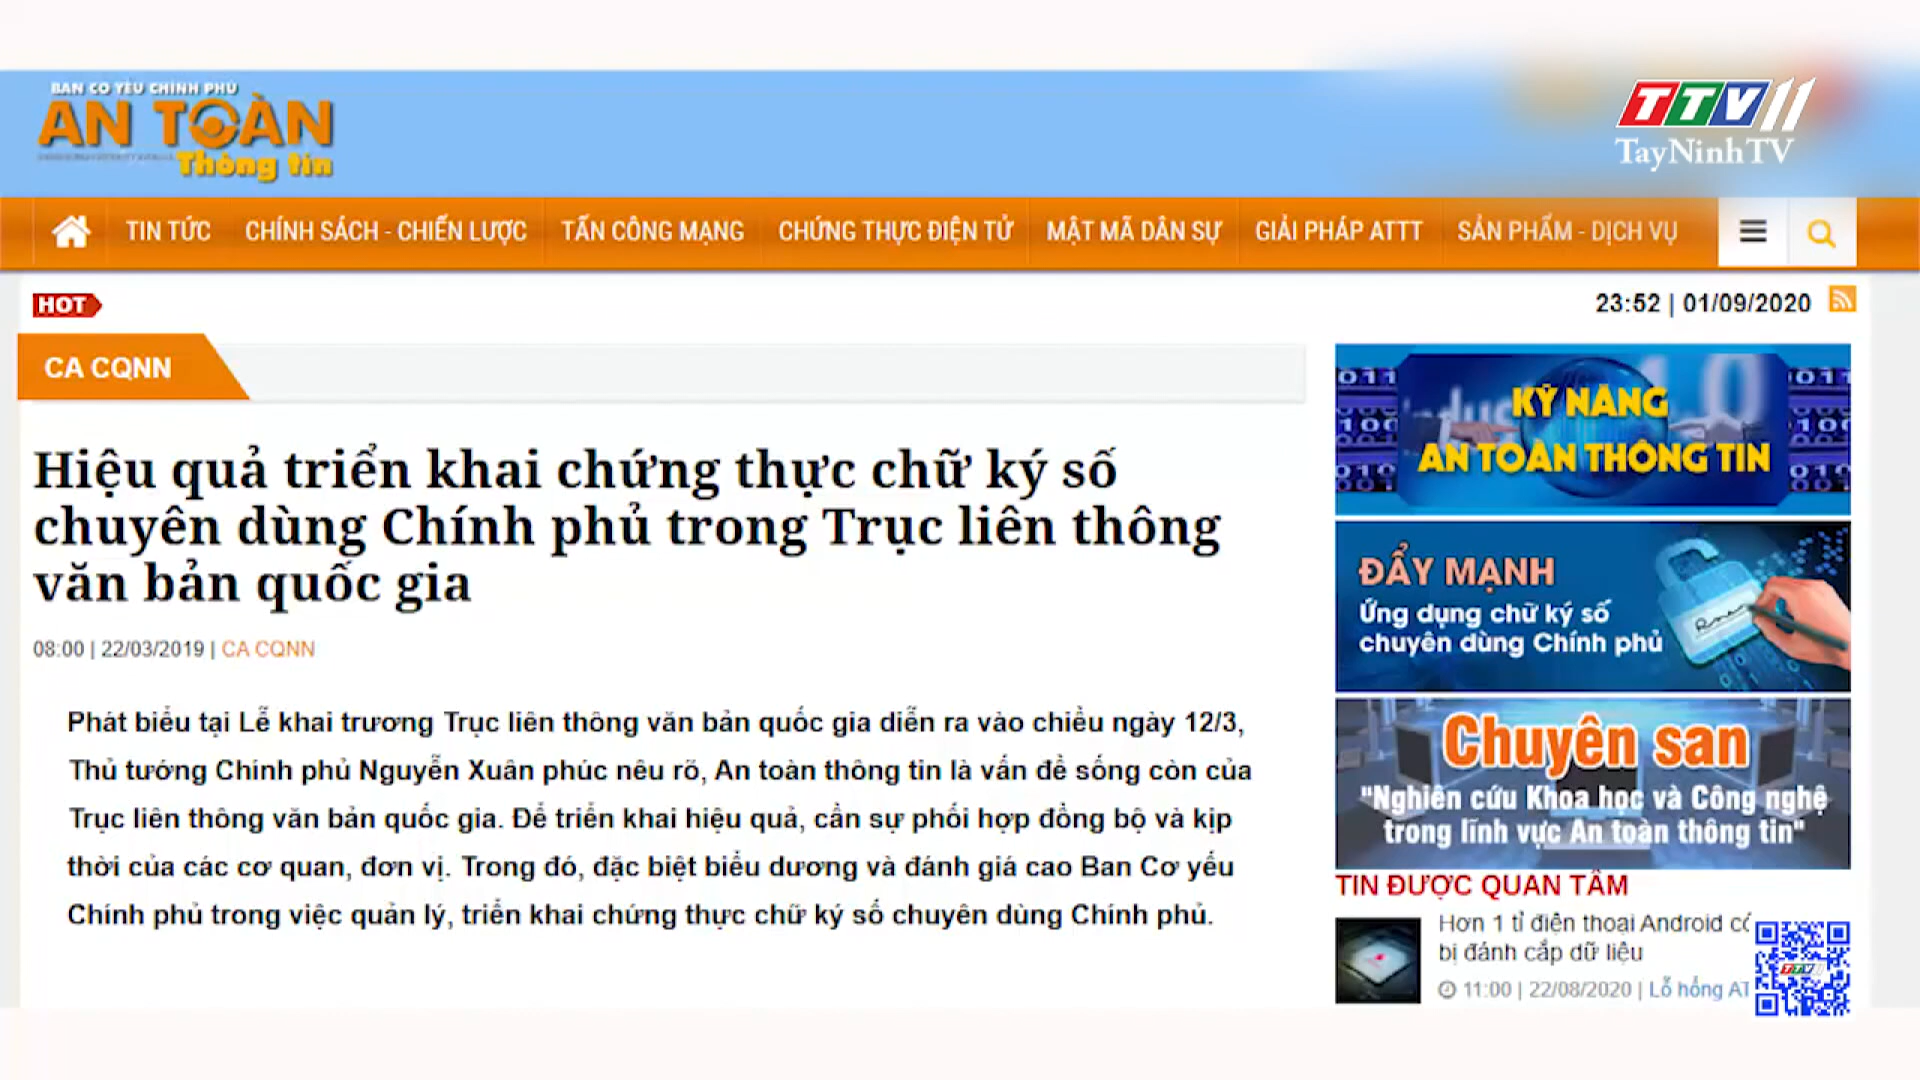 BAN CƠ YẾU CHÍNH PHỦ
AN TOÀN
Thông tin
TTV11
TayNinhTV
TIN TỨC CHÍNH SÁCH - CHIẾN LƯỢC TẤN CÔNG MẠNG CHỨNG THỰC ĐIỆN TỬ MẬT MÃ DÂN SỰ GIẢI PHÁP ATTT SẢN PHẨM - DỊCH VỤ
HOT
23:52 | 01/09/2020
CA CQNN
Hiệu quả triển khai chứng thực chữ ký số
chuyên dùng Chính phủ trong Trục liên thông
văn bản quốc gia
08:00 | 22/03/2019 | CA CQNN
Phát biểu tại Lễ khai trương Trục liên thông văn bản quốc gia diễn ra vào chiều ngày 12/3,
Thủ tướng Chính phủ Nguyễn Xuân phúc nêu rõ, An toàn thông tin là vấn đề sống còn của
Trục liên thông văn bản quốc gia. Để triển khai hiệu quả, cần sự phối hợp đồng bộ và kịp
thời của các cơ quan, đơn vị. Trong đó, đặc biệt biểu dương và đánh giá cao Ban Cơ yếu
Chính phủ trong việc quản lý, triển khai chứng thực chữ ký số chuyên dùng Chính phủ.
KỸ NĂNG
AN TOÀN THÔNG TIN
ĐẨY MẠNH
Ứng dụng chữ ký số
chuyên dùng Chính phủ
Chuyên san
"Nghiên cứu Khoa học và Công nghệ
trong lĩnh vực An toàn thông tin"
TIN ĐƯỢC QUAN TÂM
Hơn 1 tỉ điện thoại Android có
bị đánh cắp dữ liệu
11:00 | 22/08/2020 | Lỗ hổng AT
TTV11